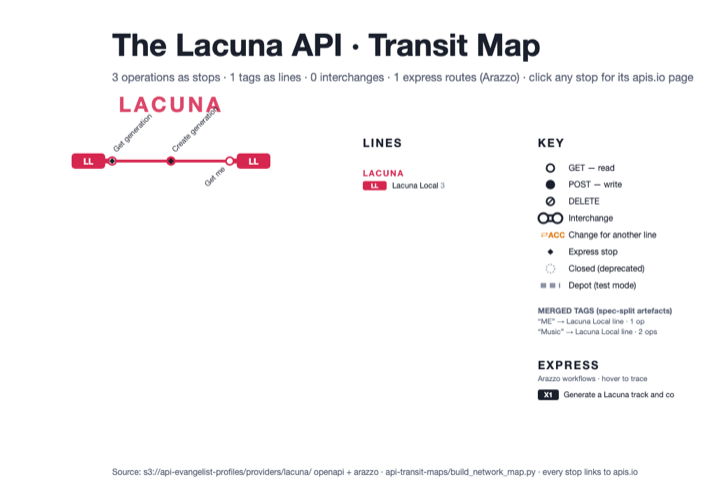 The Lacuna API · Transit Map
3 operations as stops · 1 tags as lines · 0 interchanges · 1 express routes (Arazzo) · click any stop for its apis.io page
LACUNA
Get generation
Create generation
LL
LL
Get me
LINES
LACUNA
LL Lacuna Local 3
KEY
GET — read
POST — write
DELETE
Interchange
ACC Change for another line
Express stop
Closed (deprecated)
Depot (test mode)
MERGED TAGS (spec-split artefacts)
"ME" → Lacuna Local line · 1 op
"Music" → Lacuna Local line · 2 ops
EXPRESS
Arazzo workflows · hover to trace
X1 Generate a Lacuna track and co
Source: s3://api-evangelist-profiles/providers/lacuna/ openapi + arazzo · api-transit-maps/build_network_map.py · every stop links to apis.io